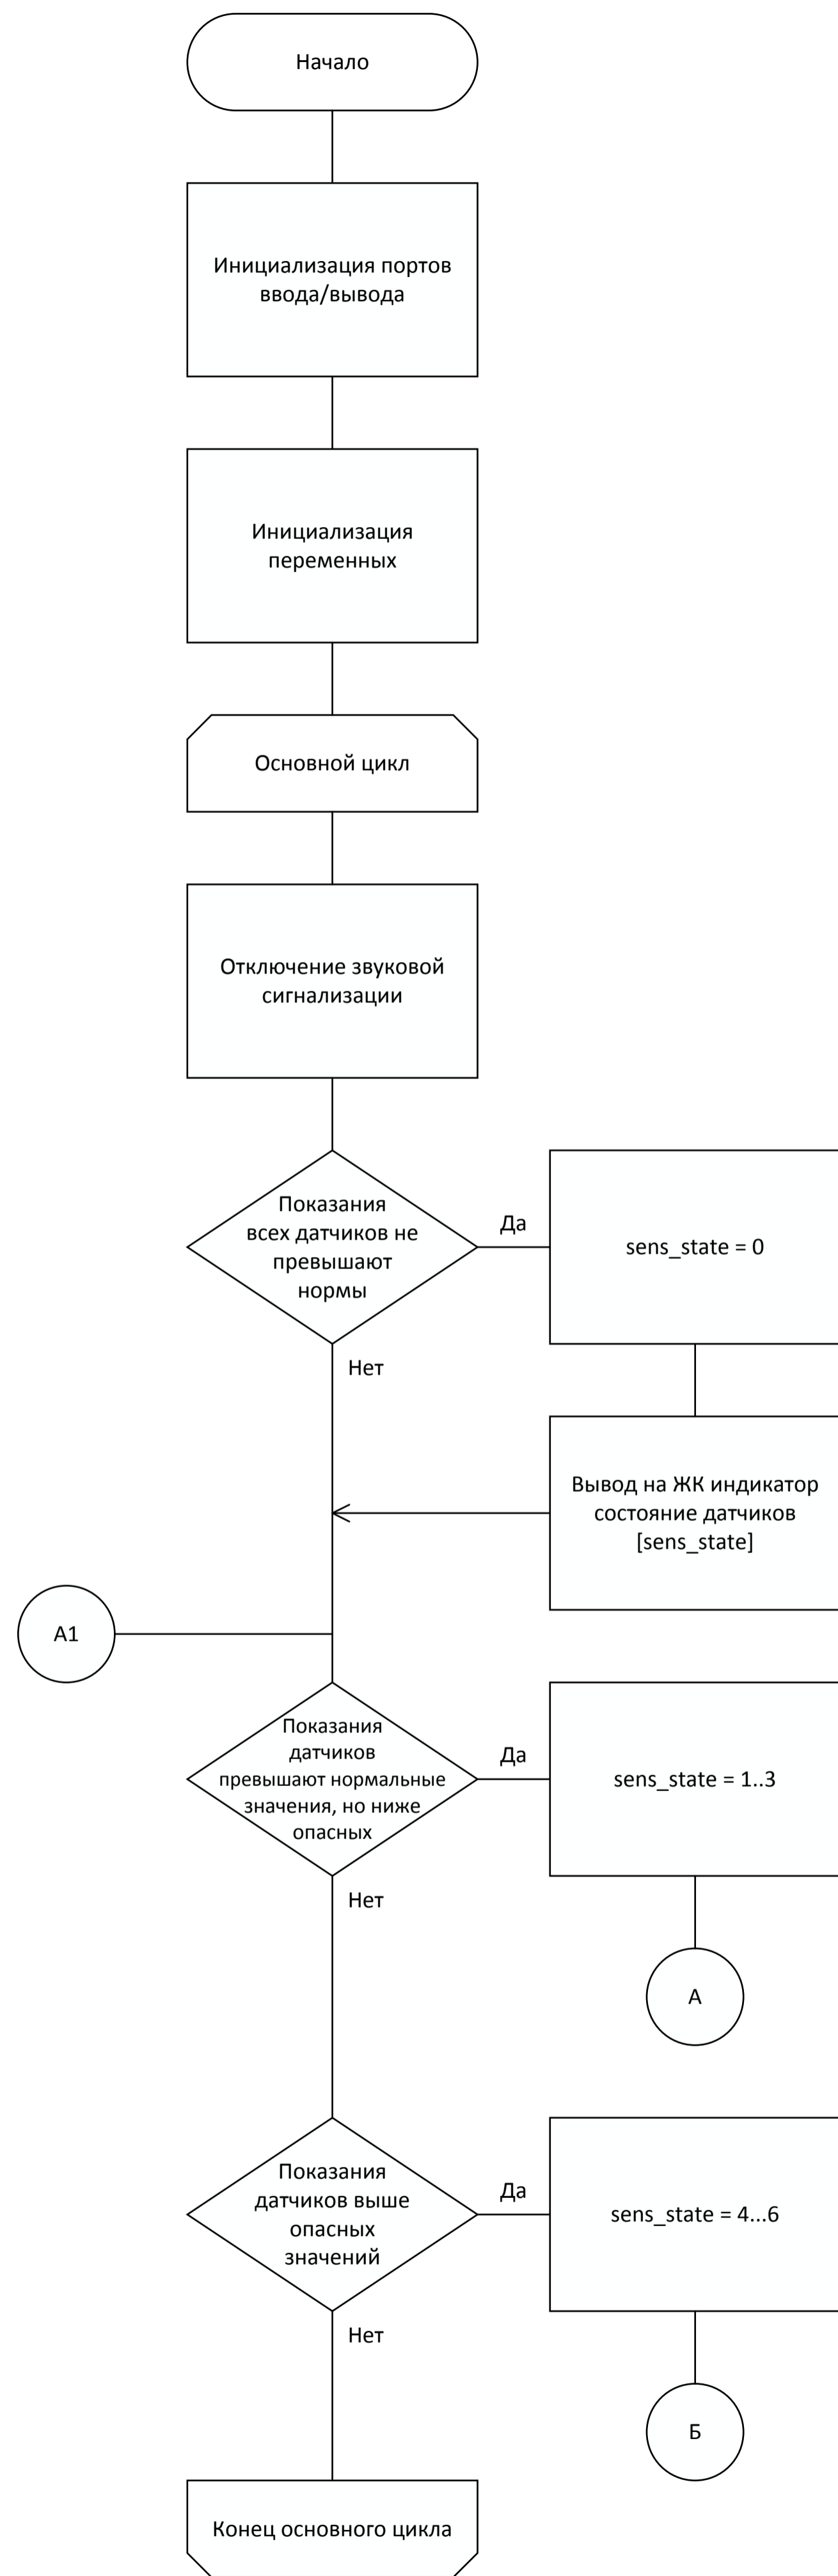 Начало
Инициализация портов
ввода/вывода
Инициализация
переменных
Основной цикл
Отключение звуковой
сигнализации
Показания
всех датчиков не
превышают
нормы
Да
sens_state = 0
Нет
Вывод на ЖК индикатор
состояние датчиков
[sens_state]
А1
Показания
датчиков
превышают нормальные
значения, но ниже
опасных
Да
sens_state = 1..3
Нет
А
Показания
датчиков выше
опасных
значений
Да
sens_state = 4...6
Нет
Б
Конец основного цикла